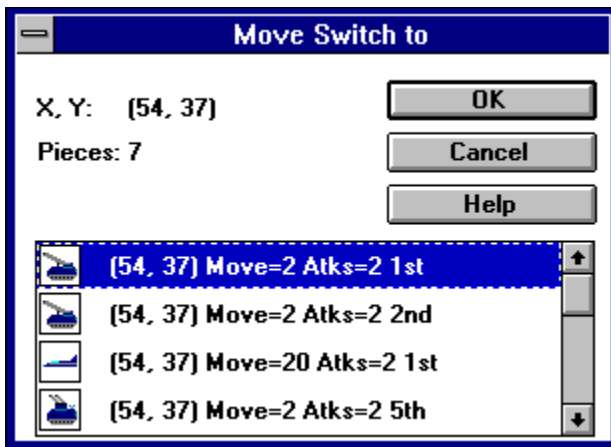 Move Switch to
X, Y: (54, 37)
OK
Pieces: 7
Cancel
Help
(54, 37) Move=2 Atks=2 1st
(54, 37) Move=2 Atks=2 2nd
(54, 37) Move=20 Atks=2 1st
(54, 37) Move=2 Atks=2 5th